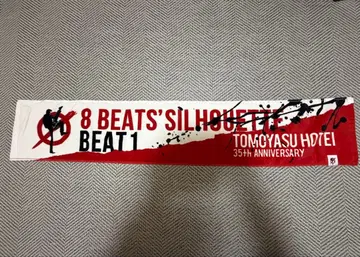 8 BEATS' SILHOUETTE
BEAT 1
TOMOYASU HOTEI
35th ANNIVERSARY